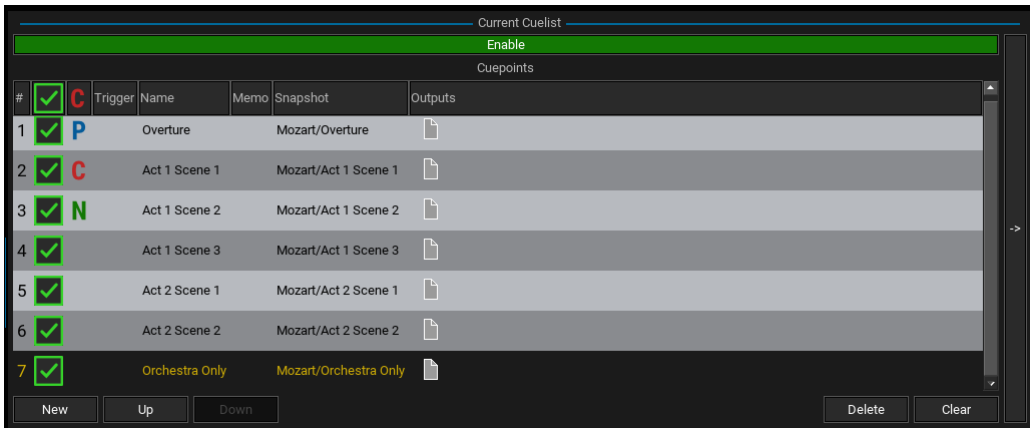 Current Cuelist
Enable
Cuepoints
# C Trigger Name Memo Snapshot Outputs
1 P Overture Mozart/Overture
2 C Act 1 Scene 1 Mozart/Act 1 Scene 1
3 N Act 1 Scene 2 Mozart/Act 1 Scene 2
4 Act 1 Scene 3 Mozart/Act 1 Scene 3
5 Act 2 Scene 1 Mozart/Act 2 Scene 1
6 Act 2 Scene 2 Mozart/Act 2 Scene 2
7 Orchestra Only Mozart/Orchestra Only
->
New Up Down Delete Clear